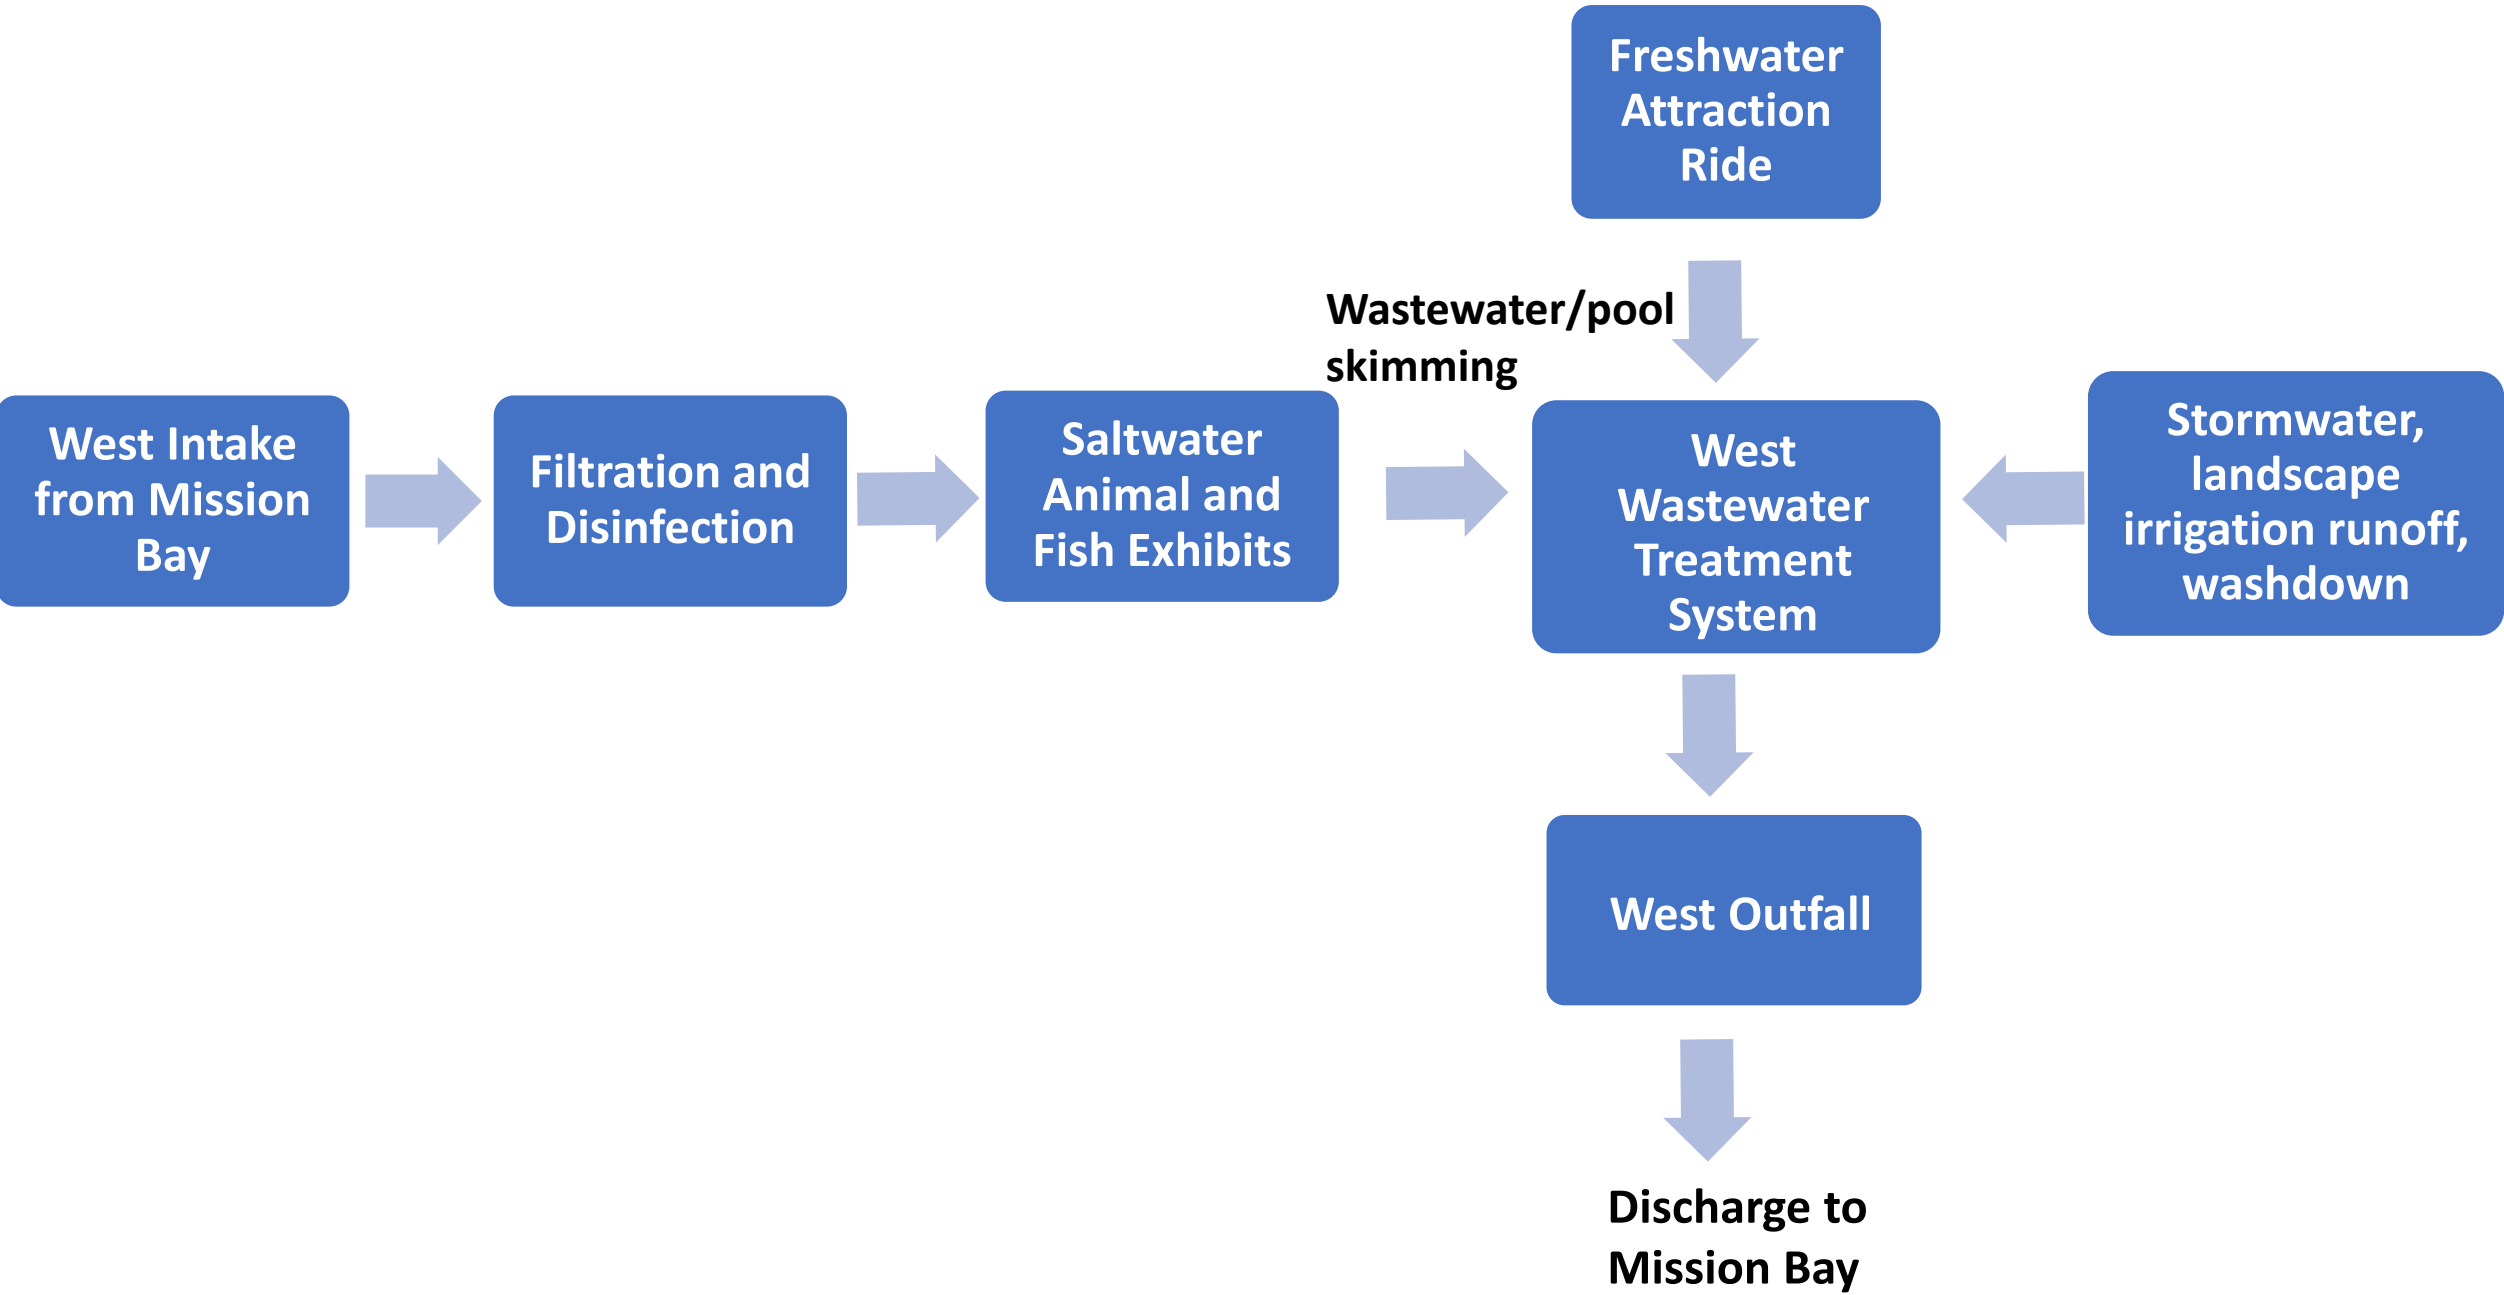 Freshwater
Attraction
Ride
Wastewater/pool
skimming
West Intake
from Mission
Bay
Filtration and
Disinfection
Saltwater
Animal and
Fish Exhibits
West
Wastewater
Treatment
System
Stormwater,
landscape
irrigation runoff,
washdown
West Outfall
Discharge to
Mission Bay